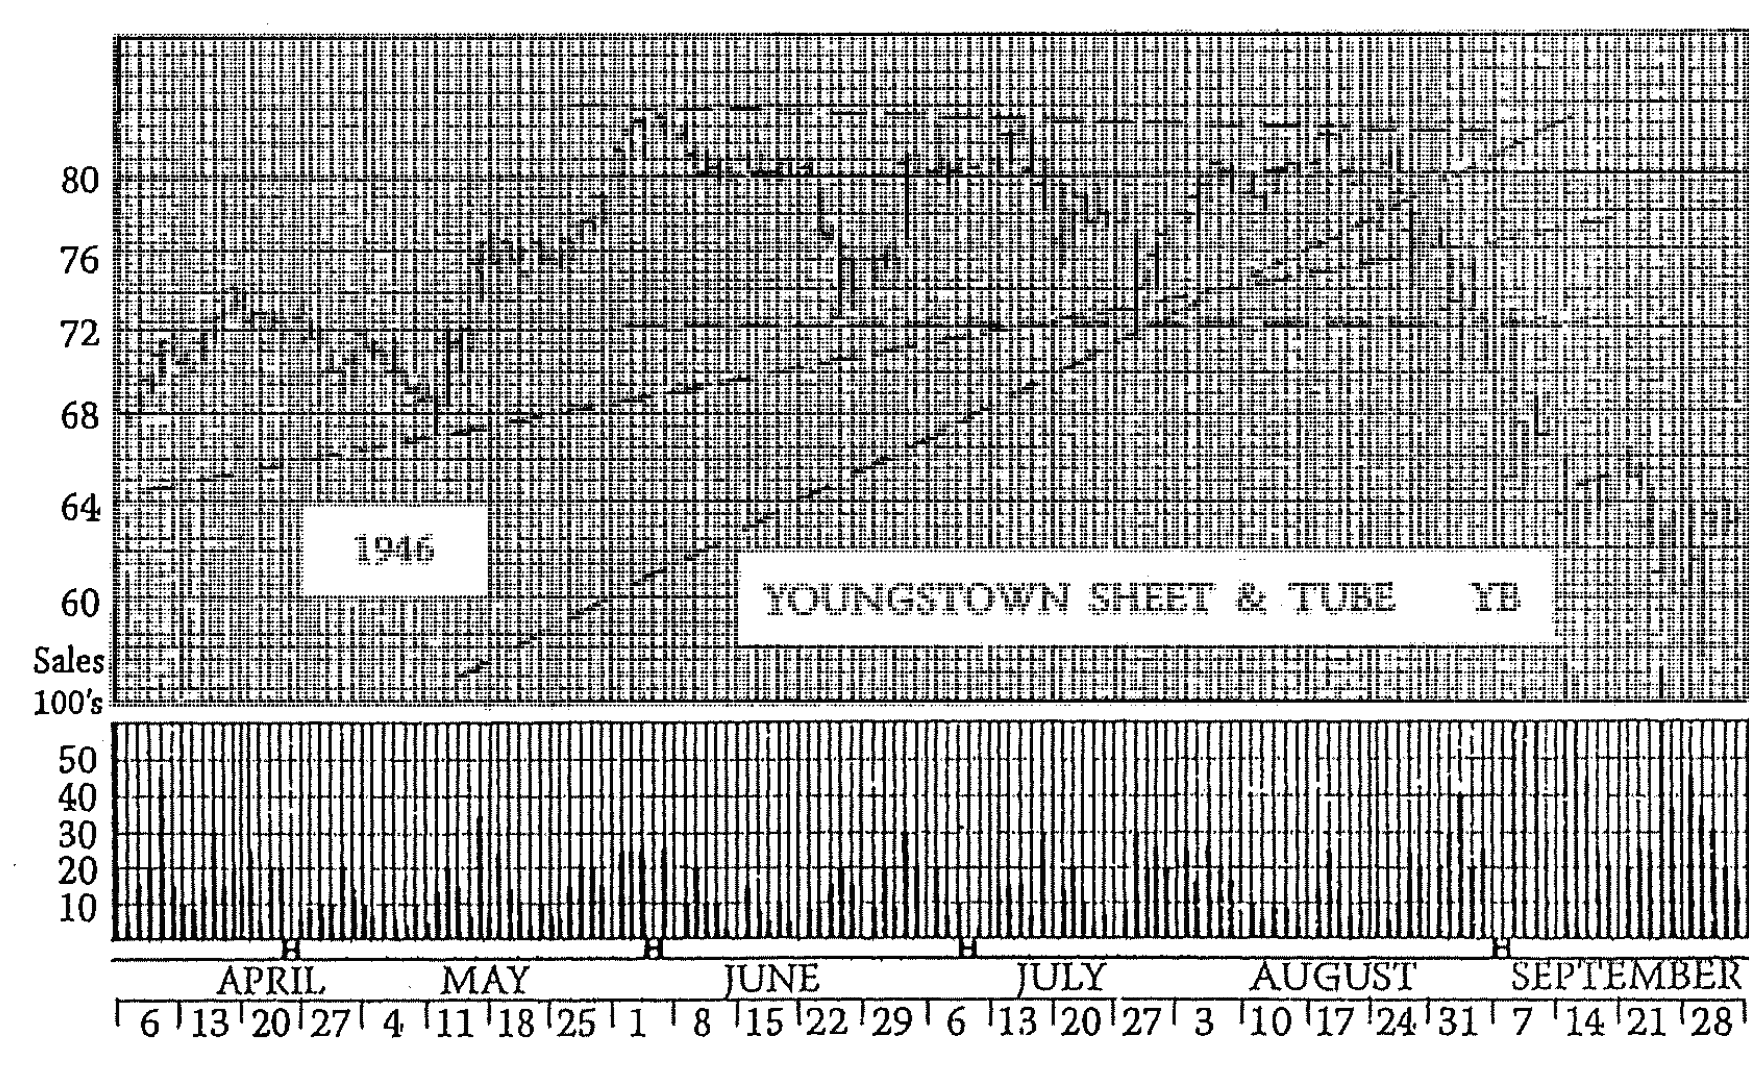 80
76
72
68
64
1946
60
YOUNGSTOWN SHEET & TUBE YB
Sales
100's
50
40
30
20
10
H H H H
APRIL MAY JUNE JULY AUGUST SEPTEMBER
6 13 20 27 4 11 18 25 1 8 15 22 29 6 13 20 27 3 10 17 24 31 7 14 21 28